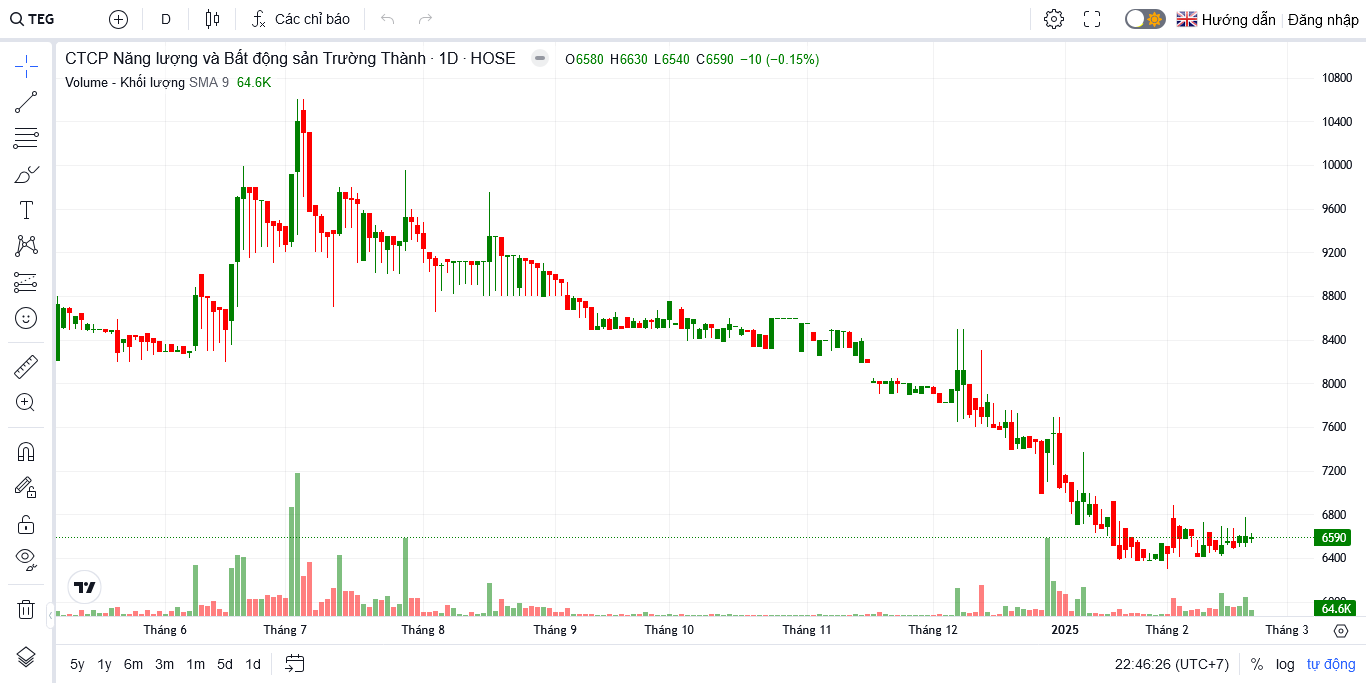 TEG D Các chỉ báo Hướng dẫn Đăng nhập
CTCP Năng lượng và Bất động sản Trường Thành · 1D · HOSE O6580 H6630 L6540 C6590 −10 (−0.15%)
Volume - Khối lượng SMA 9 64.6K
10800
10400
10000
9600
9200
8800
8400
8000
7600
7200
6800
6590
6400
64.6K
Tháng 6 Tháng 7 Tháng 8 Tháng 9 Tháng 10 Tháng 11 Tháng 12 2025 Tháng 2 Tháng 3
5y 1y 6m 3m 1m 5d 1d 22:46:26 (UTC+7) % log tự động